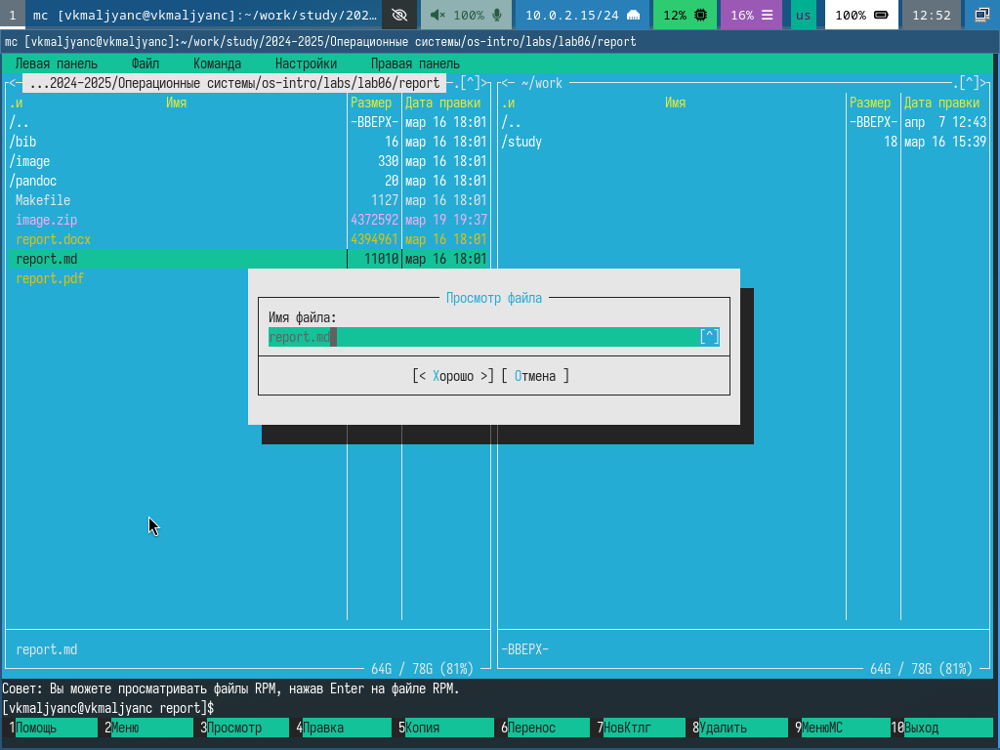 1 mc [vkmaljyanc@vkmaljyanc]:~/work/study/202… 100% 10.0.2.15/24 12% 16% us 100% 12:52
mc [vkmaljyanc@vkmaljyanc]:~/work/study/2024-2025/Операционные системы/os-intro/labs/lab06/report
Левая панель Файл Команда Настройки Правая панель
<─ ...2024-2025/Операционные системы/os-intro/labs/lab06/report ─.[^]> <─ ~/work .[^]>
.и Имя Размер Дата правки .и Имя Размер Дата правки
/.. -ВВЕРХ- мар 16 18:01 /.. -ВВЕРХ- апр 7 12:43
/bib 16 мар 16 18:01 /study 18 мар 16 15:39
/image 330 мар 16 18:01
/pandoc 20 мар 16 18:01
Makefile 1127 мар 16 18:01
image.zip 4372592 мар 19 19:37
report.docx 4394961 мар 16 18:01
report.md 11010 мар 16 18:01
report.pdf
Просмотр файла
Имя файла:
report.md [^]
[< Хорошо >] [ Отмена ]
report.md -ВВЕРХ-
64G / 78G (81%) 64G / 78G (81%)
Совет: Вы можете просматривать файлы RPM, нажав Enter на файле RPM.
[vkmaljyanc@vkmaljyanc report]$
1Помощь 2Меню 3Просмотр 4Правка 5Копия 6Перенос 7НовКтлг 8Удалить 9МенюМС 10Выход